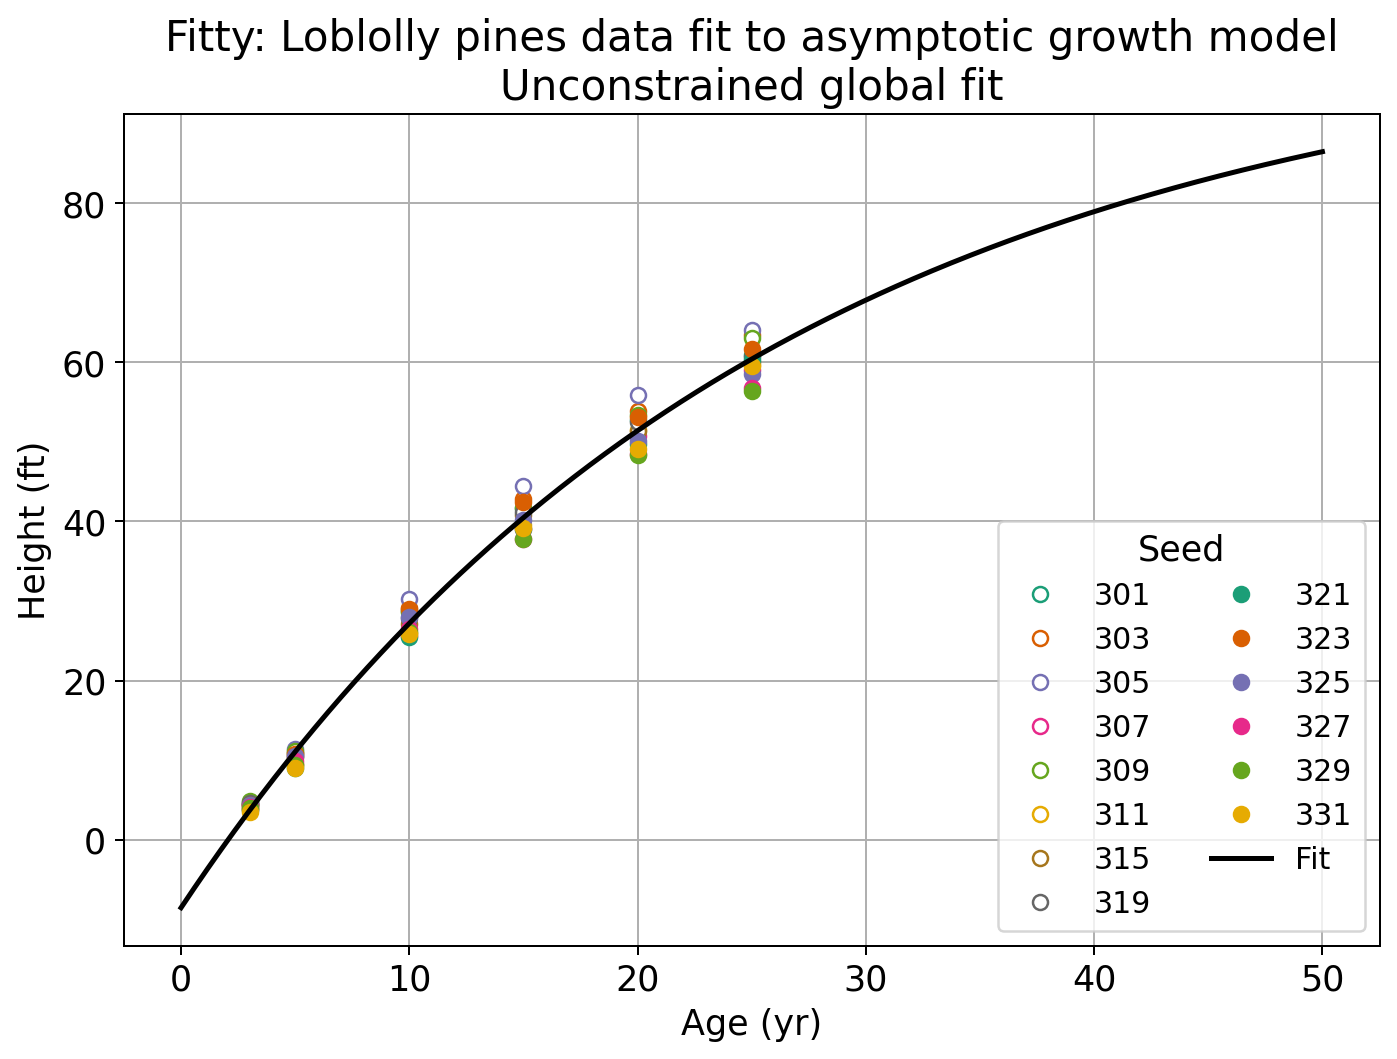 Fitty: Loblolly pines data fit to asymptotic growth model
Unconstrained global fit
80
60
40
20
0
Height (ft)
0 10 20 30 40 50
Age (yr)
Seed
301 321
303 323
305 325
307 327
309 329
311 331
315 Fit
319